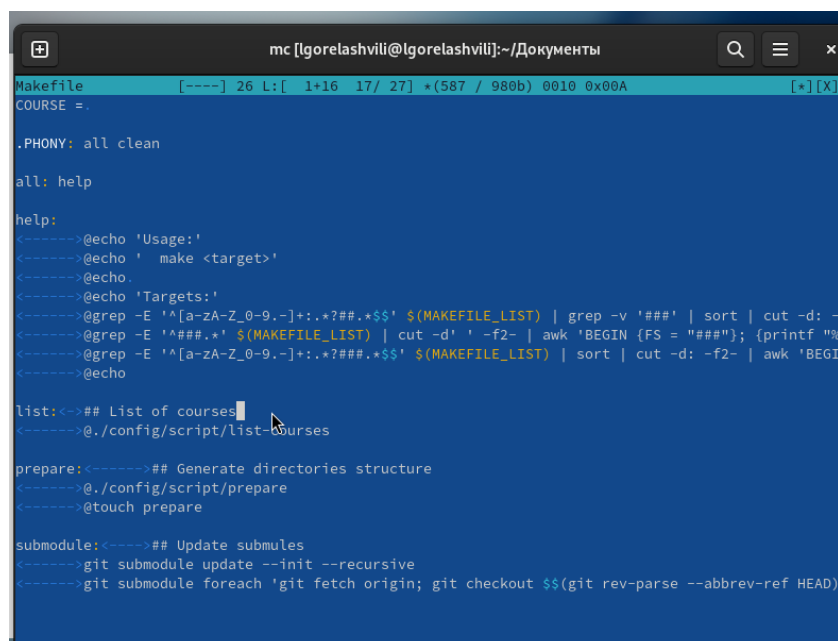 mc [lgorelashvili@lgorelashvili]:~/Документы
Makefile [----] 26 L:[ 1+16 17/ 27] *(587 / 980b) 0010 0x00A [*][X]
COURSE =.
.PHONY: all clean
all: help
help:
<------>@echo 'Usage:'
<------>@echo '  make <target>'
<------>@echo.
<------>@echo 'Targets:'
<------>@grep -E '^[a-zA-Z_0-9.-]+:.*?##.*$$' $(MAKEFILE_LIST) | grep -v '###' | sort | cut -d: -
<------>@grep -E '^###.*' $(MAKEFILE_LIST) | cut -d' ' -f2- | awk 'BEGIN {FS = "###"}; {printf "%
<------>@grep -E '^[a-zA-Z_0-9.-]+:.*?###.*$$' $(MAKEFILE_LIST) | sort | cut -d: -f2- | awk 'BEGI
<------>@echo
list:<->## List of courses
<------>@./config/script/list-courses
prepare:<------>## Generate directories structure
<------>@./config/script/prepare
<------>@touch prepare
submodule:<---->## Update submules
<------>git submodule update --init --recursive
<------>git submodule foreach 'git fetch origin; git checkout $$(git rev-parse --abbrev-ref HEAD)